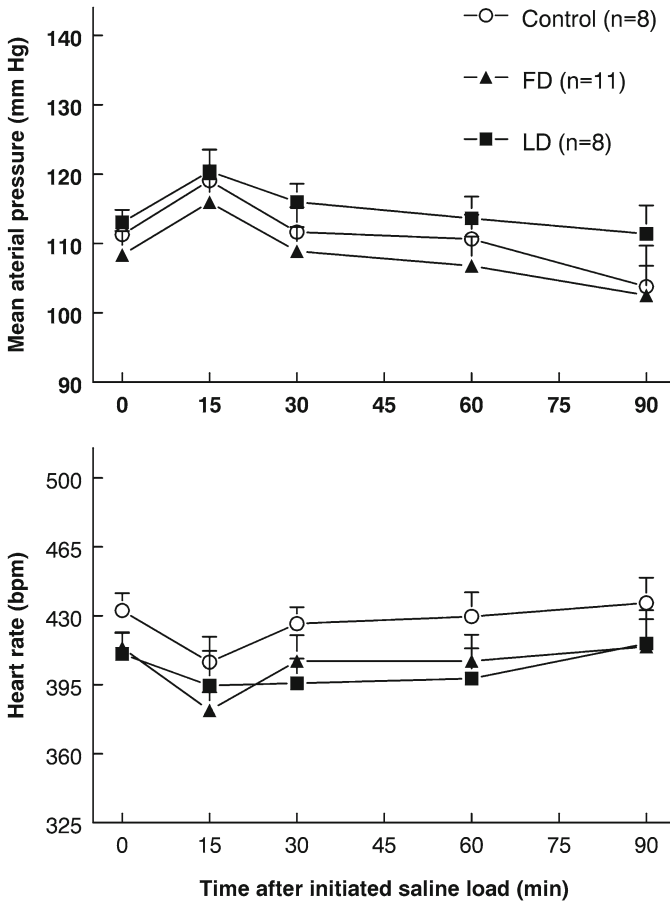 Control (n=8)
FD (n=11)
LD (n=8)
Mean aterial pressure (mm Hg)
140
130
120
110
100
90
0 15 30 45 60 75 90
Heart rate (bpm)
500
465
430
395
360
325
0 15 30 45 60 75 90
Time after initiated saline load (min)